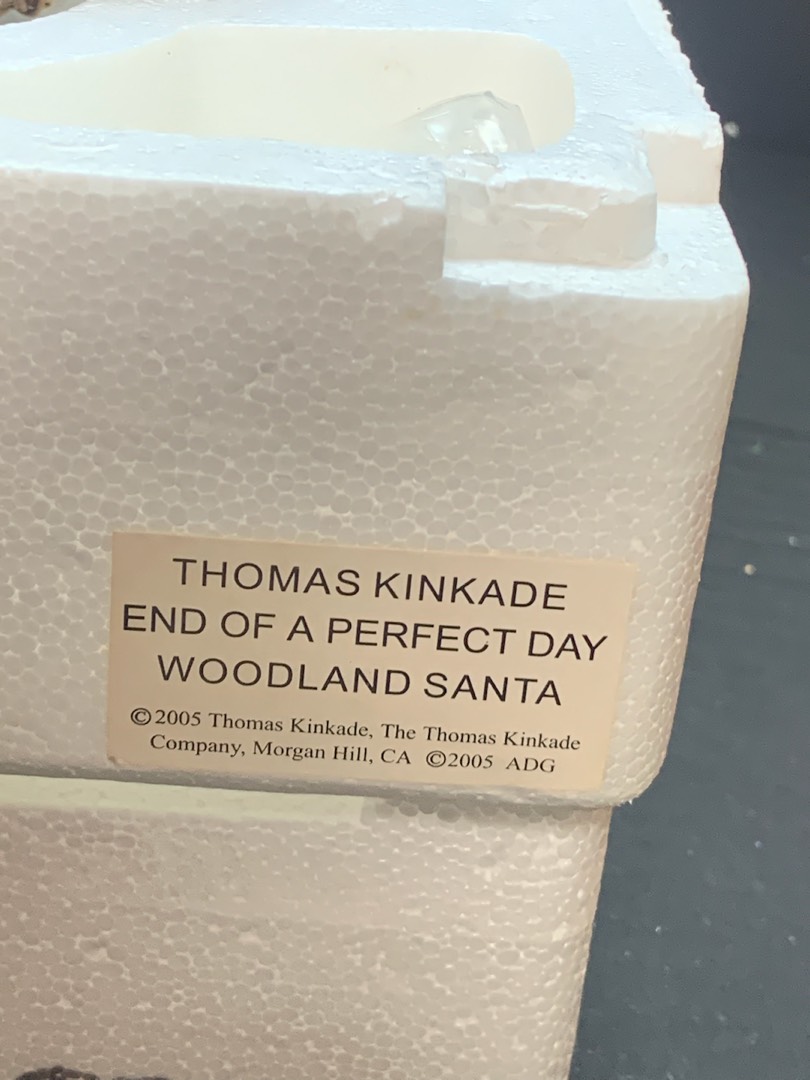 THOMAS KINKADE
END OF A PERFECT DAY
WOODLAND SANTA
©2005 Thomas Kinkade, The Thomas Kinkade
Company, Morgan Hill, CA ©2005 ADG